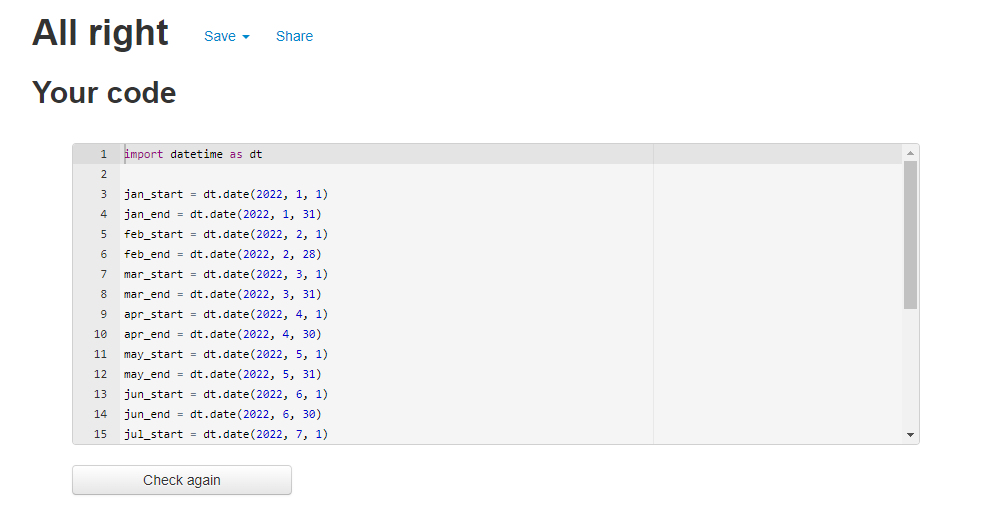 All right Save Share
Your code
1 import datetime as dt
2
3 jan_start = dt.date(2022, 1, 1)
4 jan_end = dt.date(2022, 1, 31)
5 feb_start = dt.date(2022, 2, 1)
6 feb_end = dt.date(2022, 2, 28)
7 mar_start = dt.date(2022, 3, 1)
8 mar_end = dt.date(2022, 3, 31)
9 apr_start = dt.date(2022, 4, 1)
10 apr_end = dt.date(2022, 4, 30)
11 may_start = dt.date(2022, 5, 1)
12 may_end = dt.date(2022, 5, 31)
13 jun_start = dt.date(2022, 6, 1)
14 jun_end = dt.date(2022, 6, 30)
15 jul_start = dt.date(2022, 7, 1)
Check again